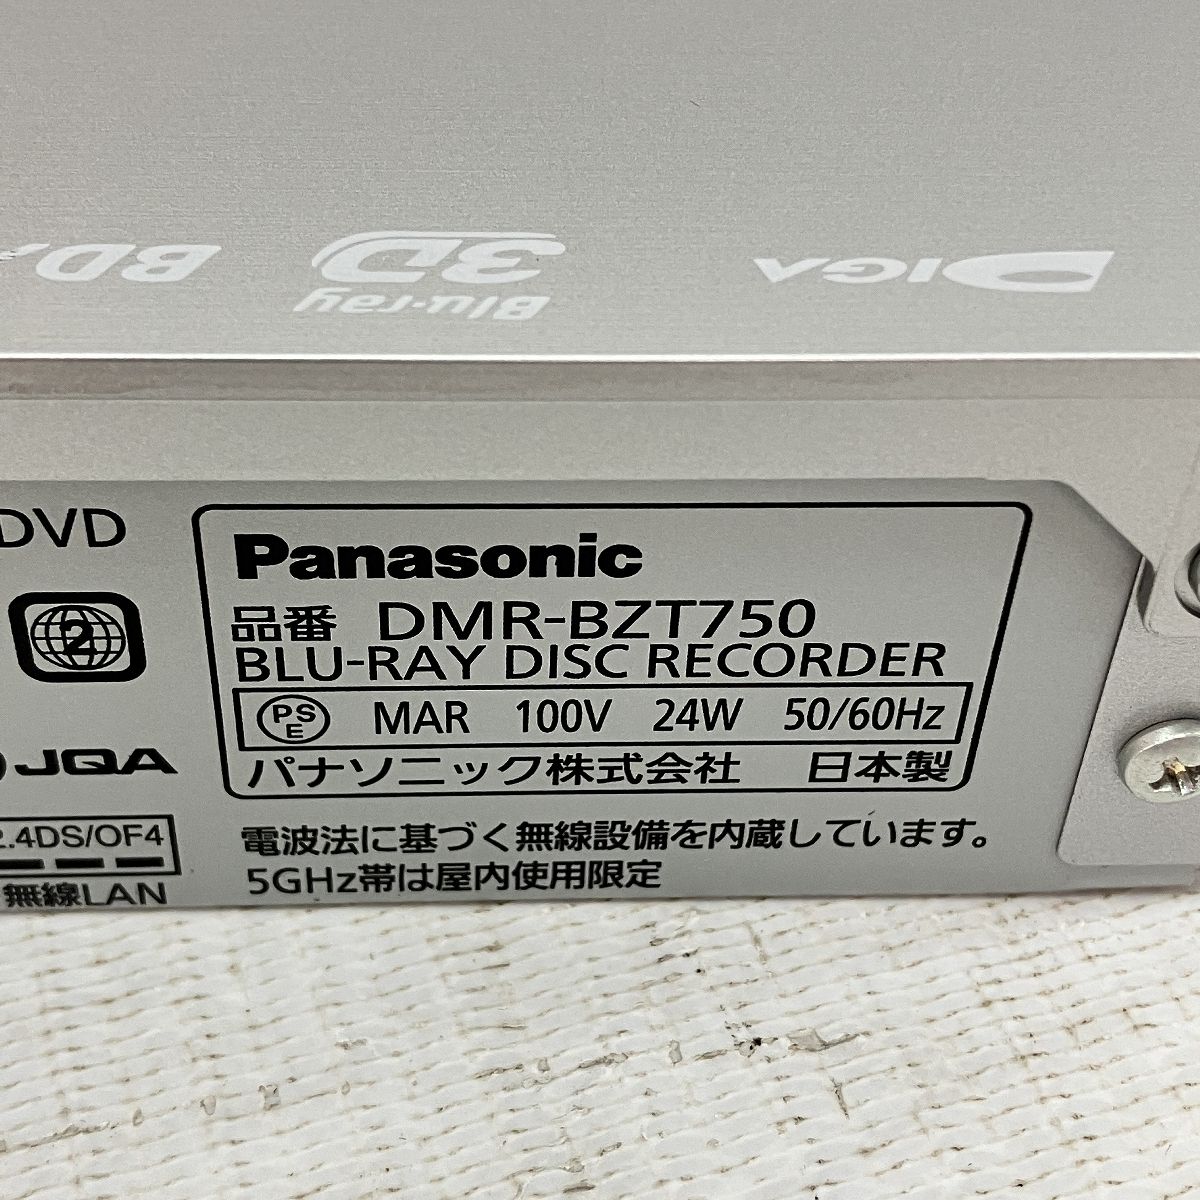 DIGA
Blu-ray 3D
BD
DVD
2
JQA
2.4DS/OF4
無線LAN
Panasonic
品番 DMR-BZT750
BLU-RAY DISC RECORDER
PSE MAR 100V 24W 50/60Hz
パナソニック株式会社 日本製
電波法に基づく無線設備を内蔵しています。
5GHz帯は屋内使用限定